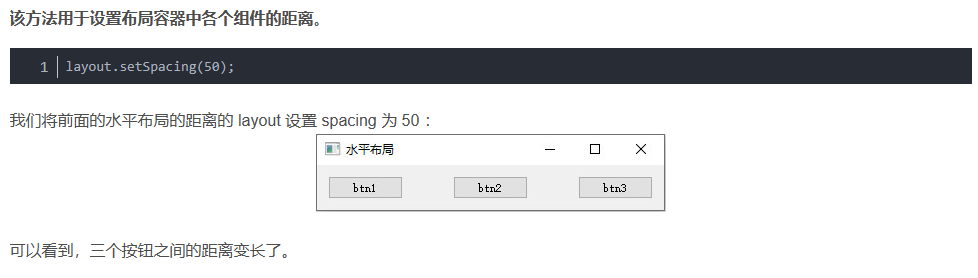 该方法用于设置布局容器中各个组件的距离。
1 layout.setSpacing(50);
我们将前面的水平布局的距离的 layout 设置 spacing 为 50：
水平布局
btn1 btn2 btn3
可以看到，三个按钮之间的距离变长了。